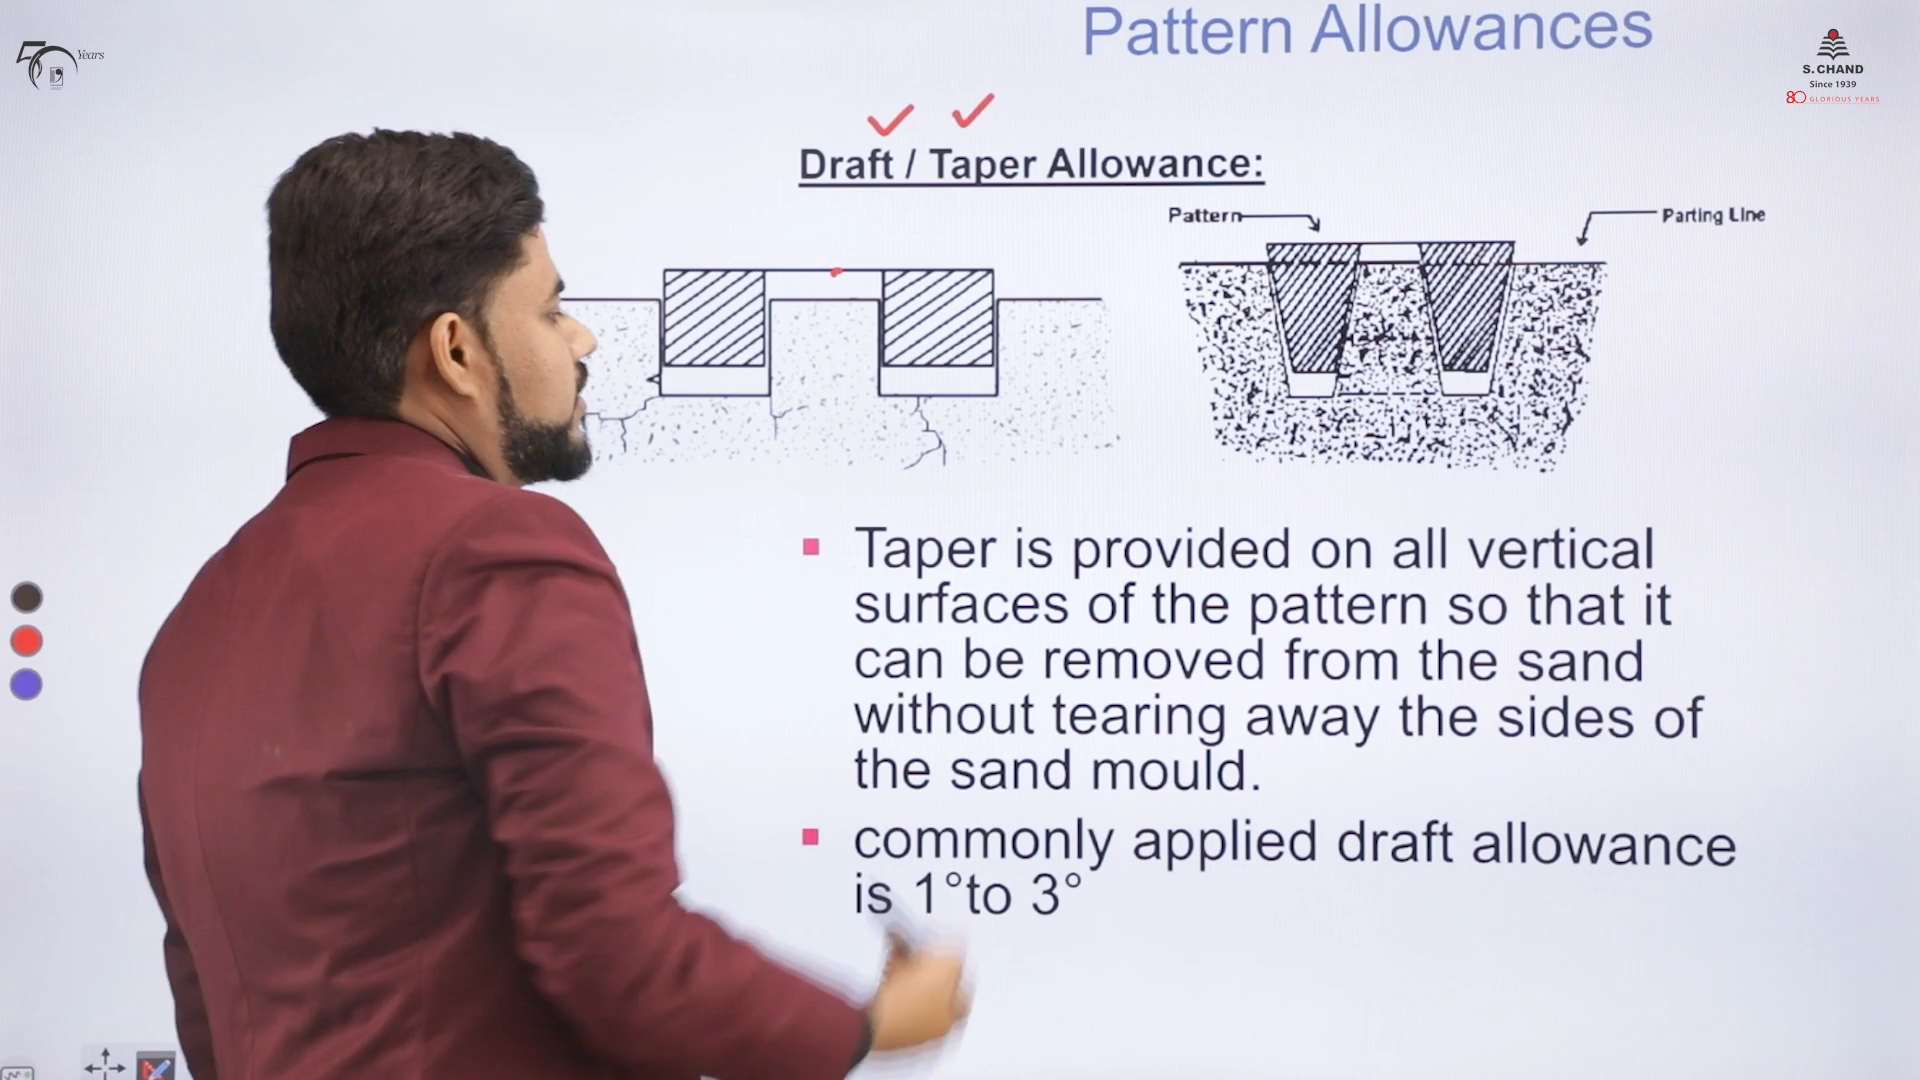 Pattern Allowances
50 Years
S. CHAND
Since 1939
80 GLORIOUS YEARS
Draft / Taper Allowance:
Pattern
Parting Line
Taper is provided on all vertical
surfaces of the pattern so that it
can be removed from the sand
without tearing away the sides of
the sand mould.
commonly applied draft allowance
is 1°to 3°